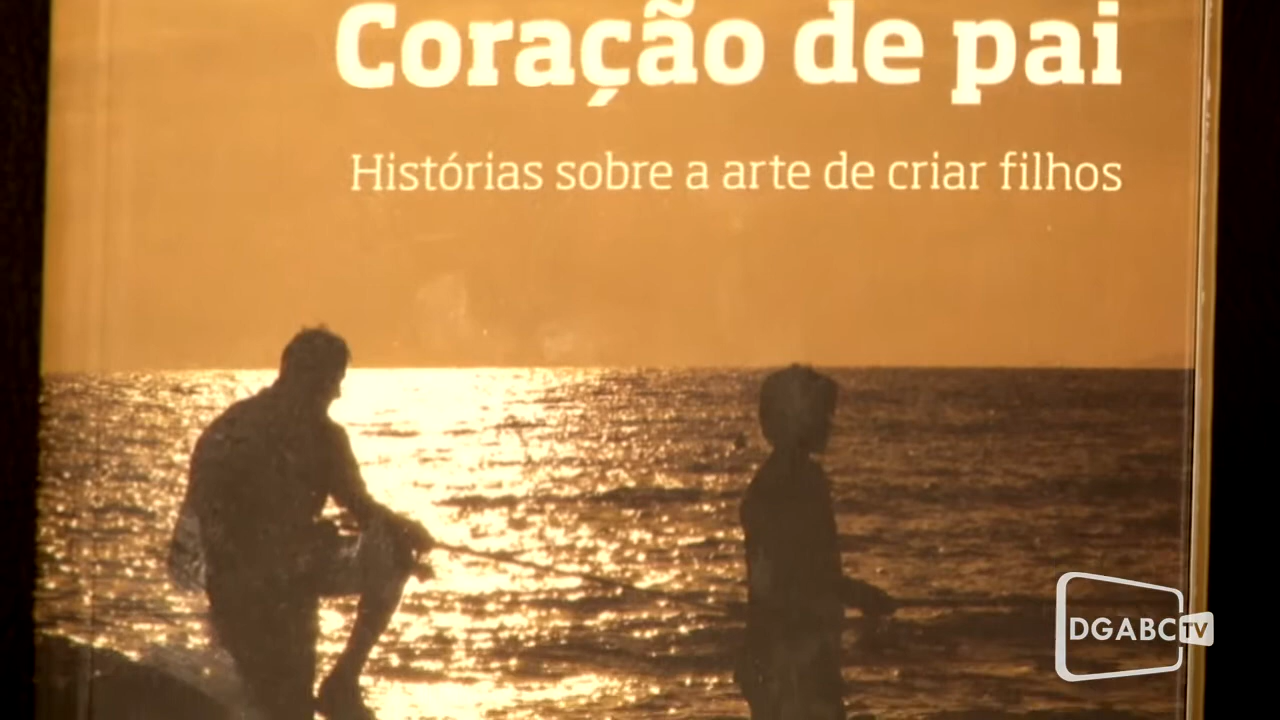 Coração de pai
Histórias sobre a arte de criar filhos
DGABC TV